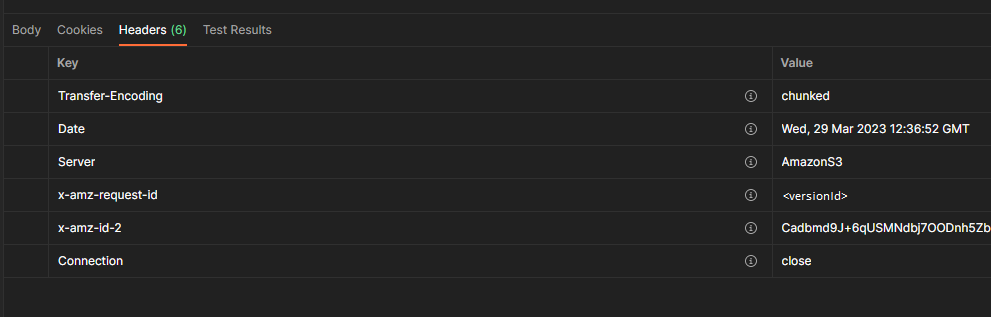 Body Cookies Headers (6) Test Results
Key Value
Transfer-Encoding chunked
Date Wed, 29 Mar 2023 12:36:52 GMT
Server AmazonS3
x-amz-request-id <versionId>
x-amz-id-2 Cadbmd9J+6qUSMNdbj7OODnh5Zb
Connection close